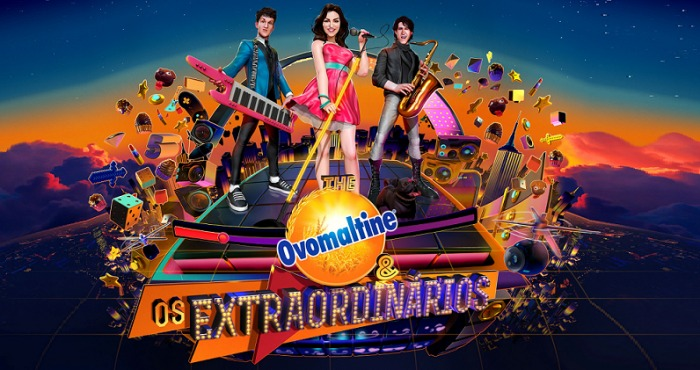 THE
Ovomaltine
&
OS EXTRAORDINÁRIOS